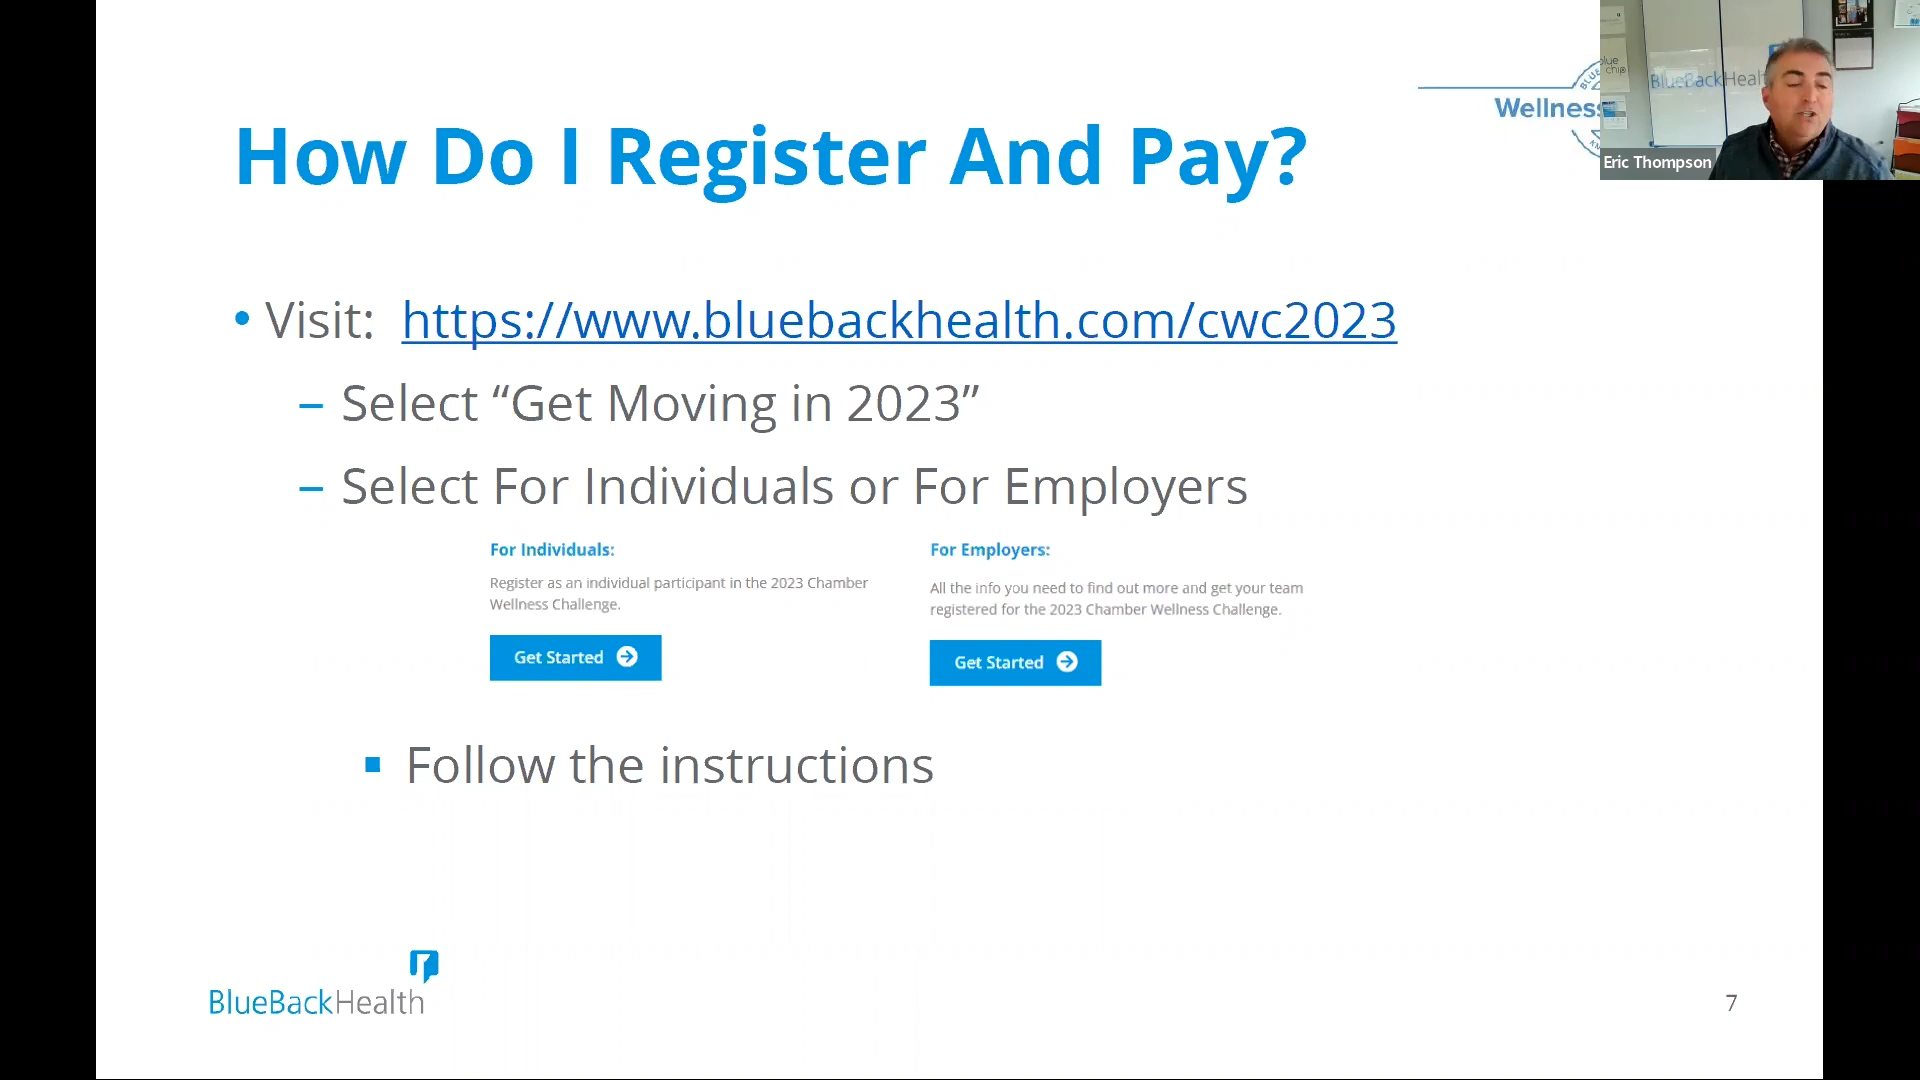 How Do I Register And Pay?
Wellness
BlueBackHealt
Eric Thompson
• Visit: https://www.bluebackhealth.com/cwc2023
– Select “Get Moving in 2023”
– Select For Individuals or For Employers
For Individuals:
Register as an individual participant in the 2023 Chamber
Wellness Challenge.
Get Started
For Employers:
All the info you need to find out more and get your team
registered for the 2023 Chamber Wellness Challenge.
Get Started
▪ Follow the instructions
BlueBackHealth
7